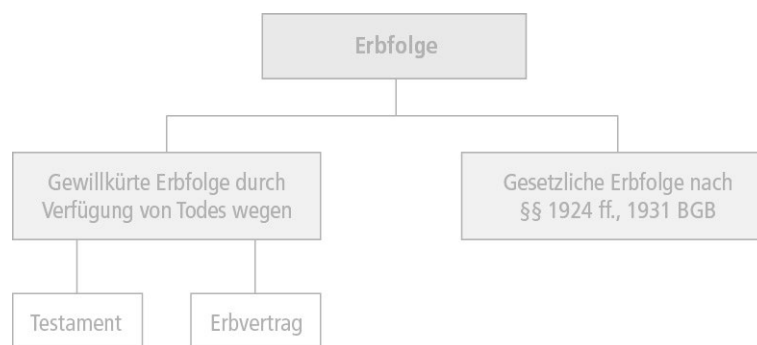 Erbfolge
Gewillkürte Erbfolge durch
Verfügung von Todes wegen
Gesetzliche Erbfolge nach
§§ 1924 ff., 1931 BGB
Testament
Erbvertrag